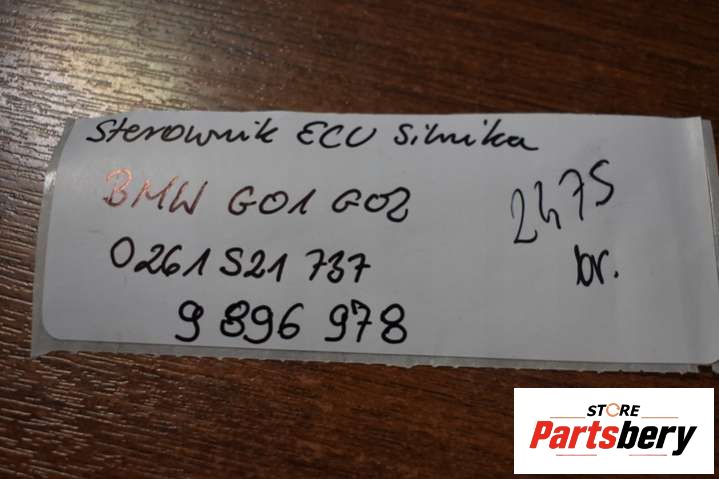 Sterownik ECU Silnika
BMW G01 G02
0261S21737
9 896 978
2475
br.
STORE
Partsbery